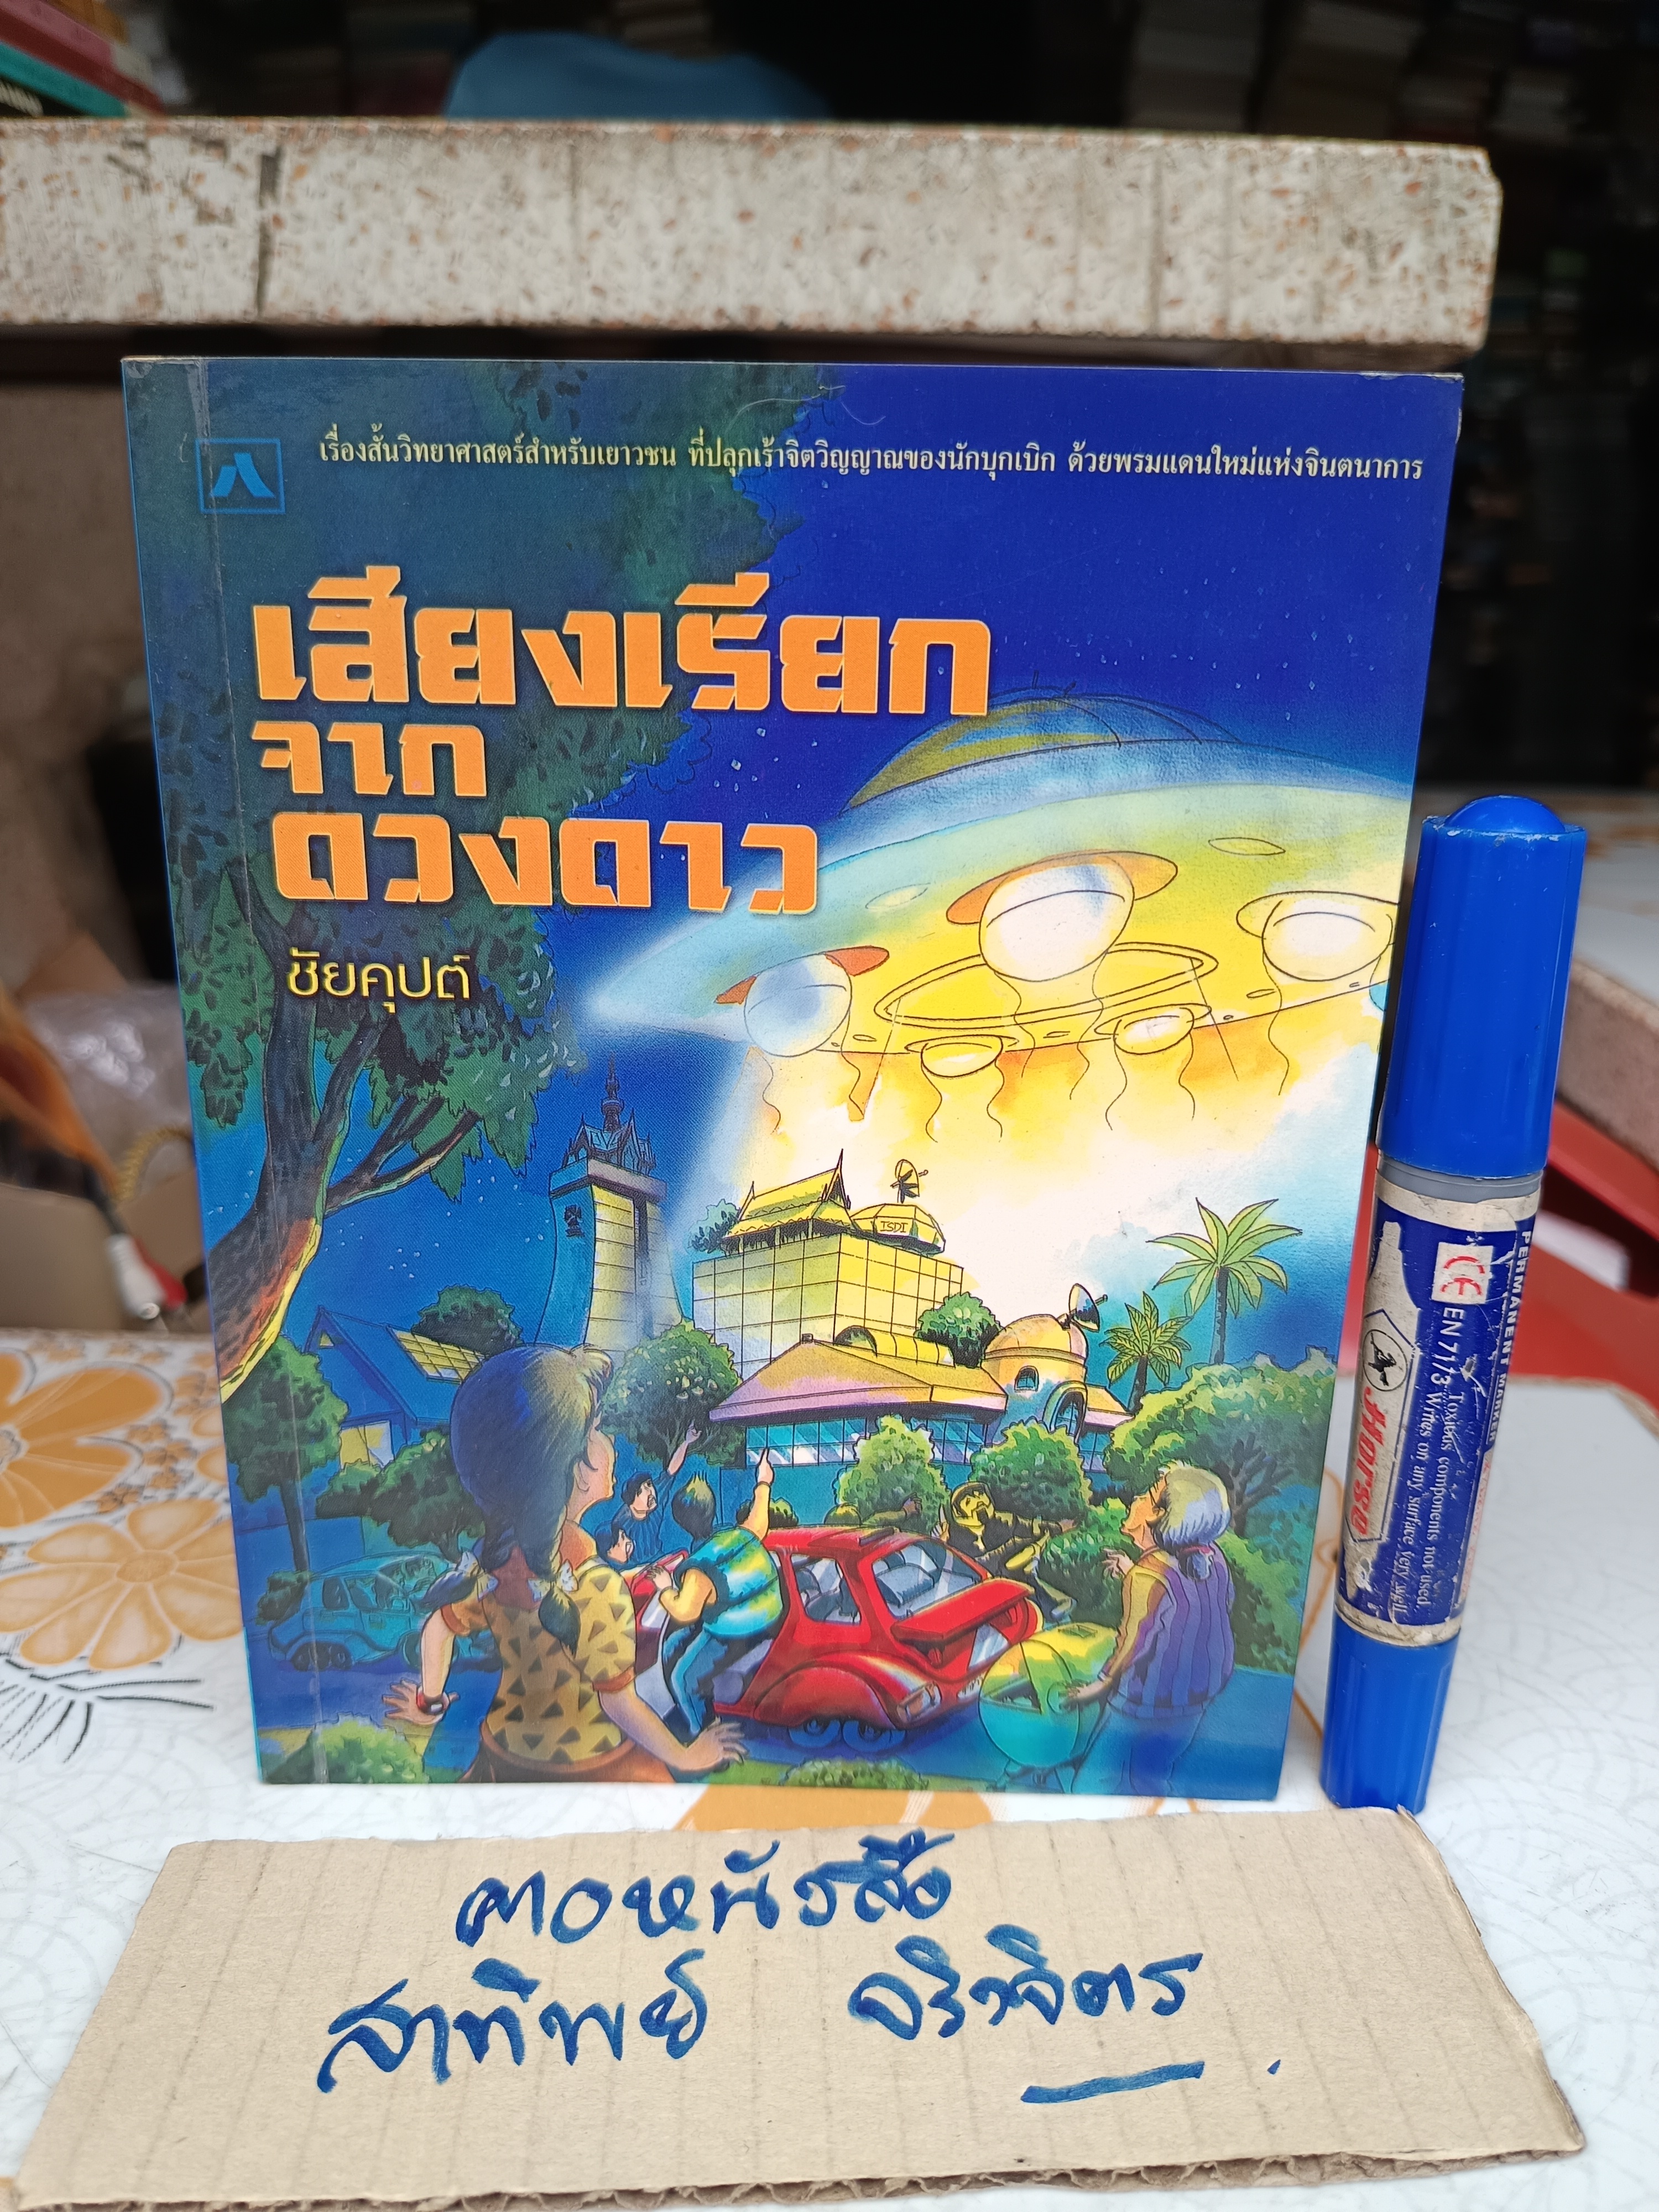 เรื่องสั้นวิทยาศาสตร์สำหรับเยาวชน ที่ปลุกเร้าจิตวิญญาณของนักบุกเบิก ด้วยพรมแดนใหม่แห่งจินตนาการ
เสียงเรียก
จาก
ดวงดาว
ชัยคุปต์
TSDI
PERMANENT MARKER
CE EN 71/3 Toxious components not used.
Writes on any surface very well
Horse
ฅอหนังสือ
สาทิพย์ จริวจิตร